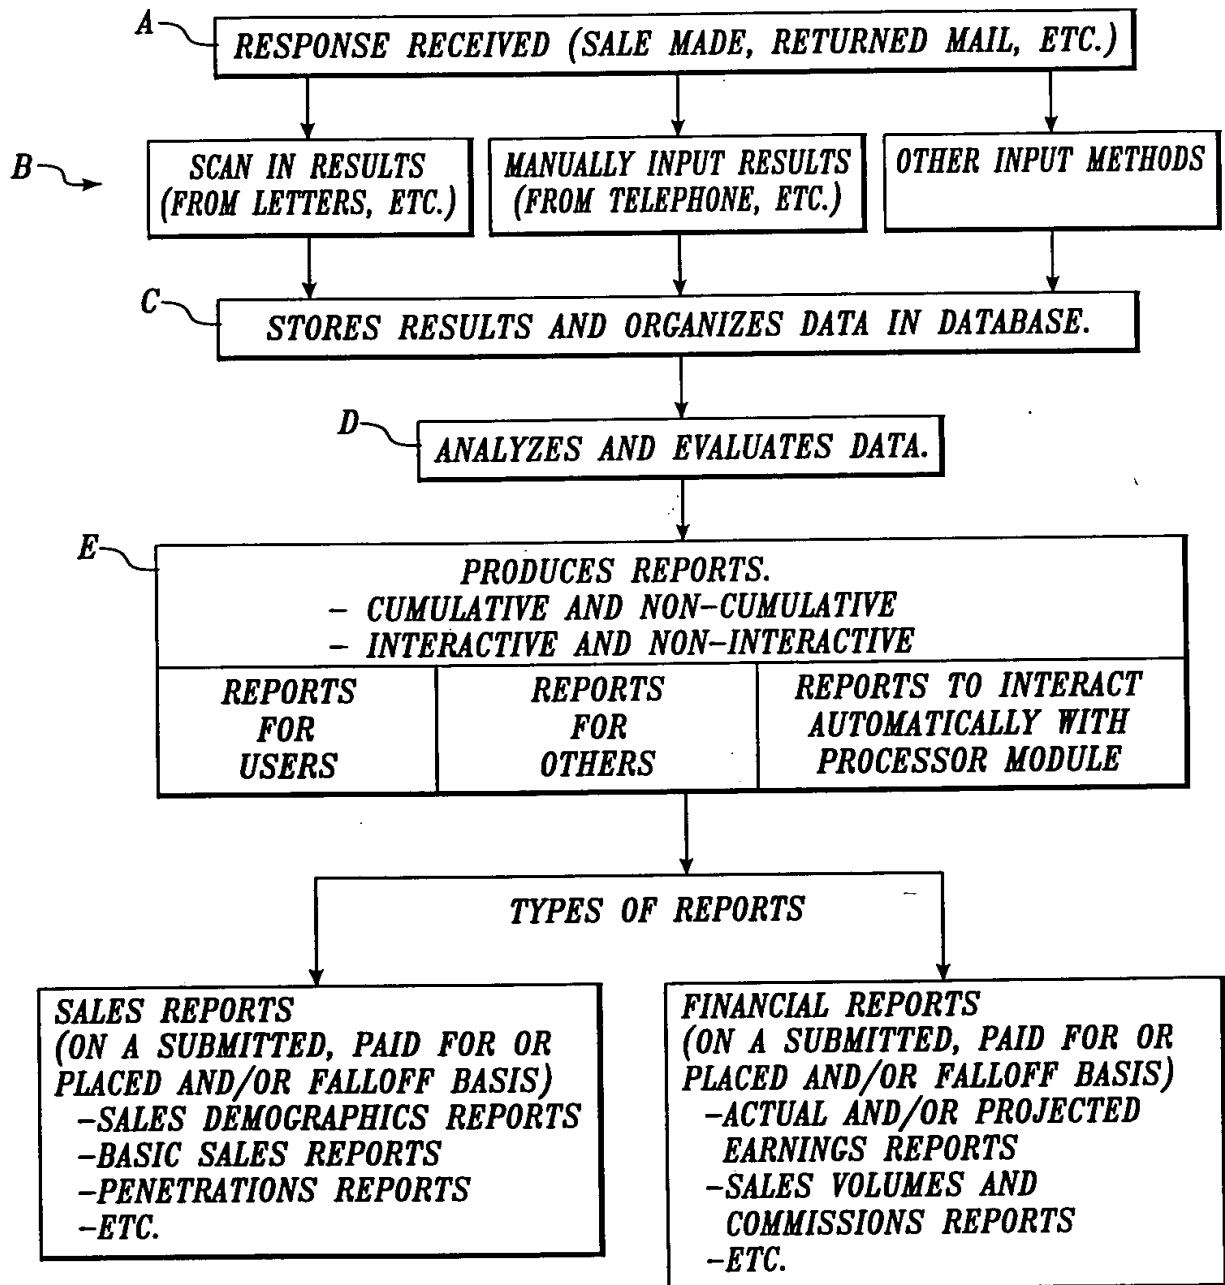 A
RESPONSE RECEIVED (SALE MADE, RETURNED MAIL, ETC.)
B
SCAN IN RESULTS
(FROM LETTERS, ETC.)
MANUALLY INPUT RESULTS
(FROM TELEPHONE, ETC.)
OTHER INPUT METHODS
C
STORES RESULTS AND ORGANIZES DATA IN DATABASE.
D
ANALYZES AND EVALUATES DATA.
E
PRODUCES REPORTS.
- CUMULATIVE AND NON-CUMULATIVE
- INTERACTIVE AND NON-INTERACTIVE
REPORTS
FOR
USERS
REPORTS
FOR
OTHERS
REPORTS TO INTERACT
AUTOMATICALLY WITH
PROCESSOR MODULE
TYPES OF REPORTS
SALES REPORTS
(ON A SUBMITTED, PAID FOR OR
PLACED AND/OR FALLOFF BASIS)
-SALES DEMOGRAPHICS REPORTS
-BASIC SALES REPORTS
-PENETRATIONS REPORTS
-ETC.
FINANCIAL REPORTS
(ON A SUBMITTED, PAID FOR OR
PLACED AND/OR FALLOFF BASIS)
-ACTUAL AND/OR PROJECTED
EARNINGS REPORTS
-SALES VOLUMES AND
COMMISSIONS REPORTS
-ETC.